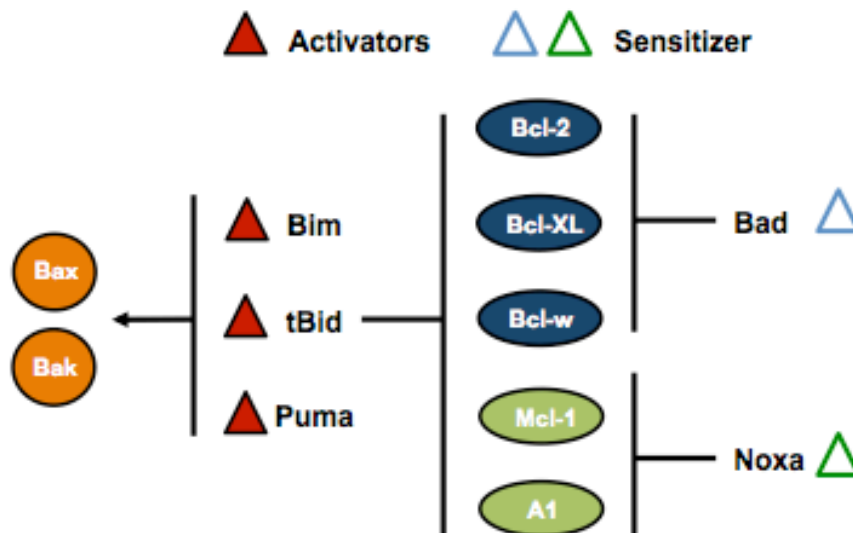 Activators
Sensitizer
Bcl-2
Bcl-XL
Bcl-w
Mcl-1
A1
Bim
tBid
Puma
Bax
Bak
Bad
Noxa